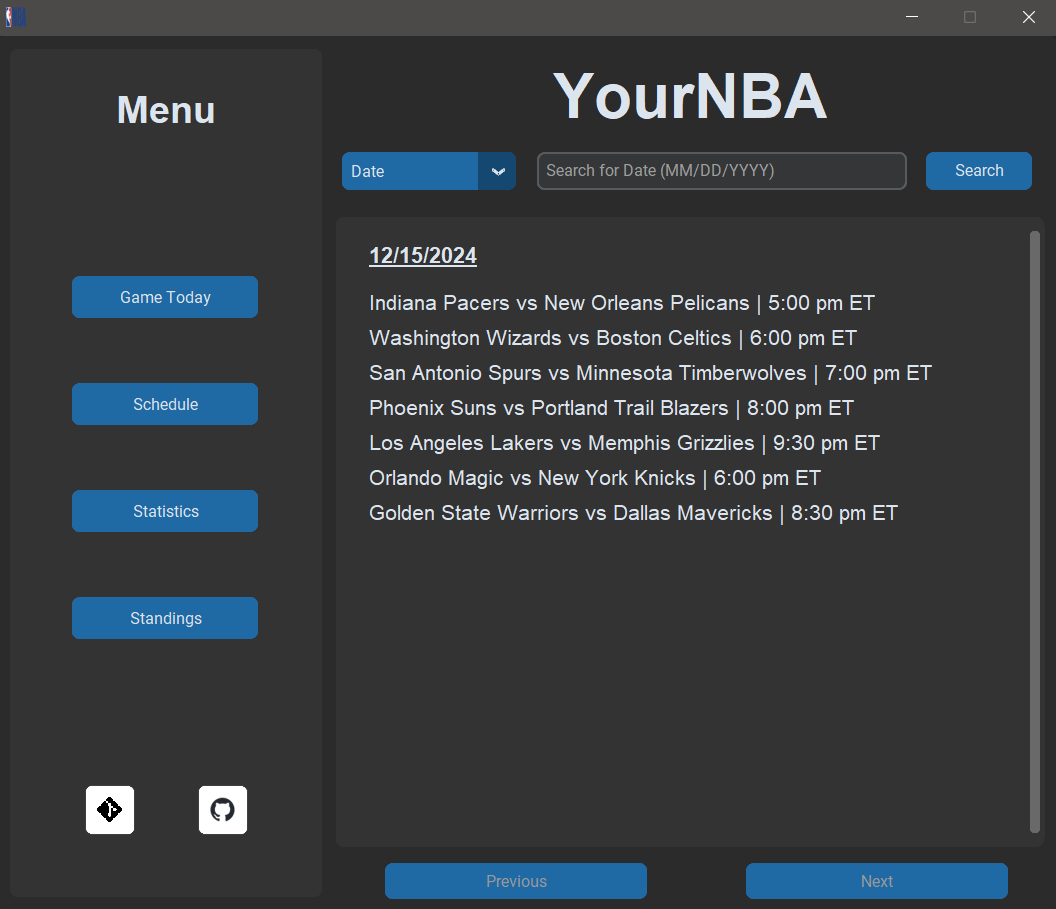 NBA
Menu
Game Today
Schedule
Statistics
Standings
YourNBA
Date
Search for Date (MM/DD/YYYY)
Search
12/15/2024
Indiana Pacers vs New Orleans Pelicans | 5:00 pm ET
Washington Wizards vs Boston Celtics | 6:00 pm ET
San Antonio Spurs vs Minnesota Timberwolves | 7:00 pm ET
Phoenix Suns vs Portland Trail Blazers | 8:00 pm ET
Los Angeles Lakers vs Memphis Grizzlies | 9:30 pm ET
Orlando Magic vs New York Knicks | 6:00 pm ET
Golden State Warriors vs Dallas Mavericks | 8:30 pm ET
Previous
Next